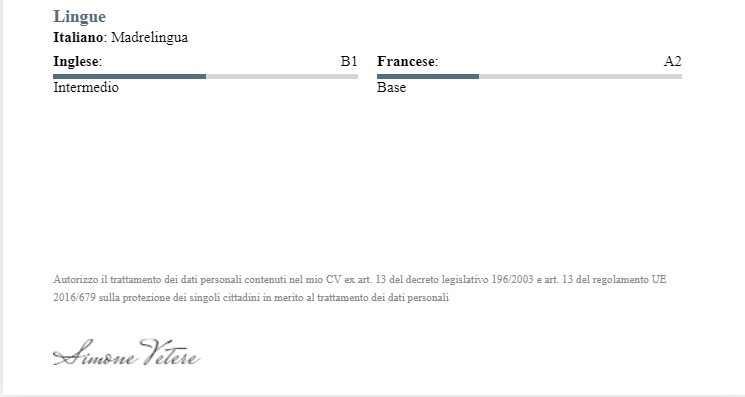 Lingue
Italiano: Madrelingua
Inglese: B1 Francese: A2
Intermedio Base
Autorizzo il trattamento dei dati personali contenuti nel mio CV ex art. 13 del decreto legislativo 196/2003 e art. 13 del regolamento UE
2016/679 sulla protezione dei singoli cittadini in merito al trattamento dei dati personali
Simone Vetere